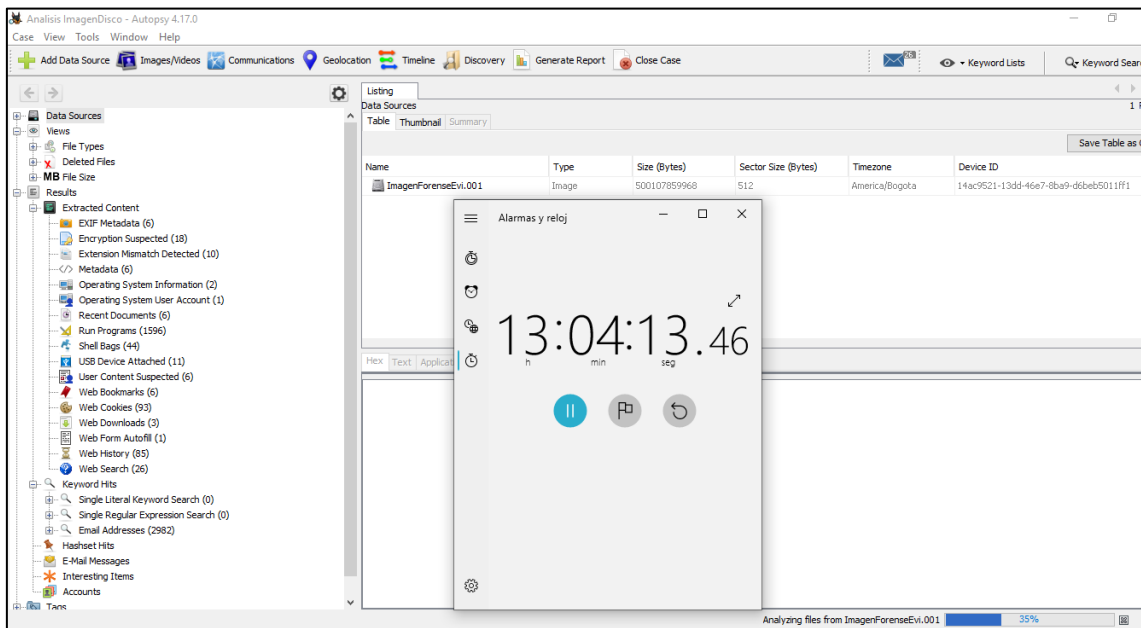 Analisis ImagenDisco - Autopsy 4.17.0
Case View Tools Window Help
Add Data Source Images/Videos Communications Geolocation Timeline Discovery Generate Report Close Case Keyword Lists Keyword Sear
Listing
Data Sources
1
Table Thumbnail Summary
Save Table as
Name Type Size (Bytes) Sector Size (Bytes) Timezone Device ID
ImagenForenseEvi.001 Image 500107859968 512 America/Bogota 14ac9521-13dd-46e7-8ba9-d6beb5011ff1
Data Sources
Views
File Types
Deleted Files
MB File Size
Results
Extracted Content
EXIF Metadata (6)
Encryption Suspected (18)
Extension Mismatch Detected (10)
Metadata (6)
Operating System Information (2)
Operating System User Account (1)
Recent Documents (6)
Run Programs (1596)
Shell Bags (44)
USB Device Attached (11)
User Content Suspected (6)
Web Bookmarks (6)
Web Cookies (93)
Web Downloads (3)
Web Form Autofill (1)
Web History (85)
Web Search (26)
Keyword Hits
Single Literal Keyword Search (0)
Single Regular Expression Search (0)
Email Addresses (2982)
Hashset Hits
E-Mail Messages
Interesting Items
Accounts
Tags
Hex Text Applicat
Alarmas y reloj
13:04:13.46
h min seg
Analyzing files from ImagenForenseEvi.001 35%